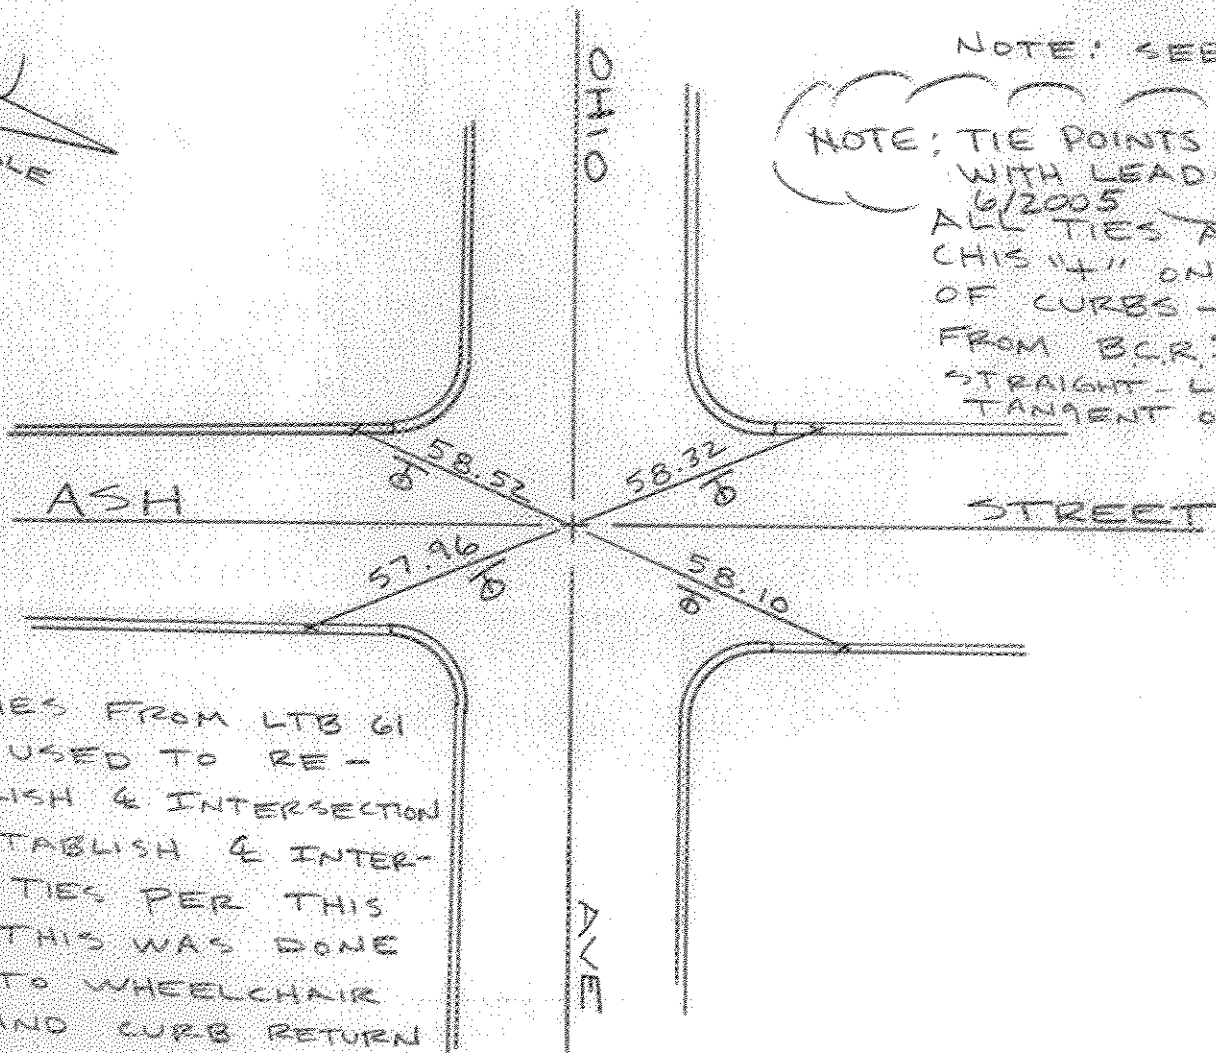 NOTE: SEE
OHIO
NOTE: TIE POINTS
WITH LEAD
6/2005
ALL TIES A
CHIS "+" ON
OF CURBS -
FROM B.C.R.
STRAIGHT - L
TANGENT O
58.52
58.32
ASH
STREET
57.96
58.10
IES FROM LTB 61
USED TO RE-
LISH & INTERSECTION
TABLISH ℄ INTER-
TIES PER THIS
THIS WAS DONE
TO WHEELCHAIR
AND CURB RETURN
AVE